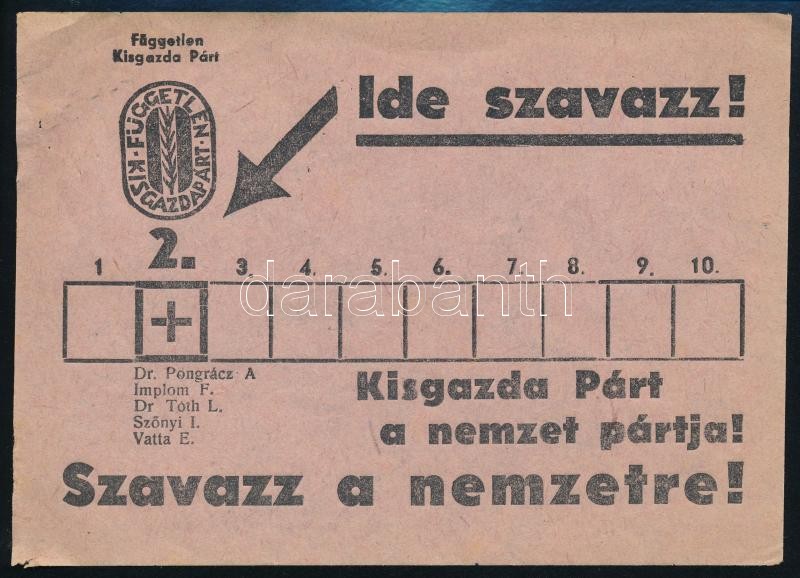 Független
Kisgazda Párt
FÜGGETLEN
KISGAZDAPÁRT
Ide szavazz!
1 2. 3. 4. 5. 6. 7. 8. 9. 10.
+
darabanth
Dr. Pongrácz A
Implom F.
Dr Tóth L.
Szőnyi I.
Vatta E.
Kisgazda Párt
a nemzet pártja!
Szavazz a nemzetre!